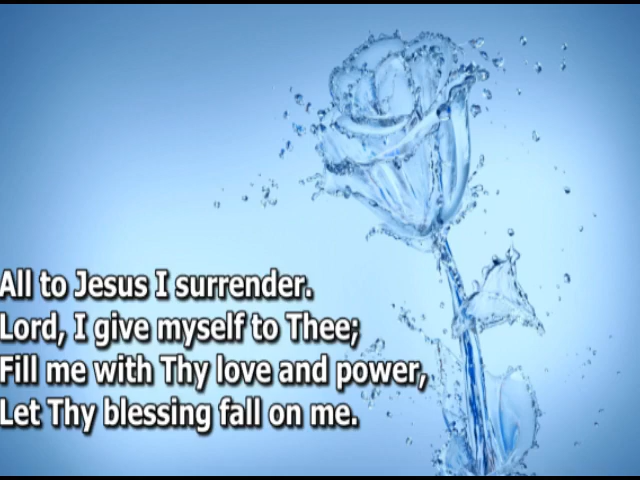 All to Jesus I surrender.
Lord, I give myself to Thee;
Fill me with Thy love and power,
Let Thy blessing fall on me.